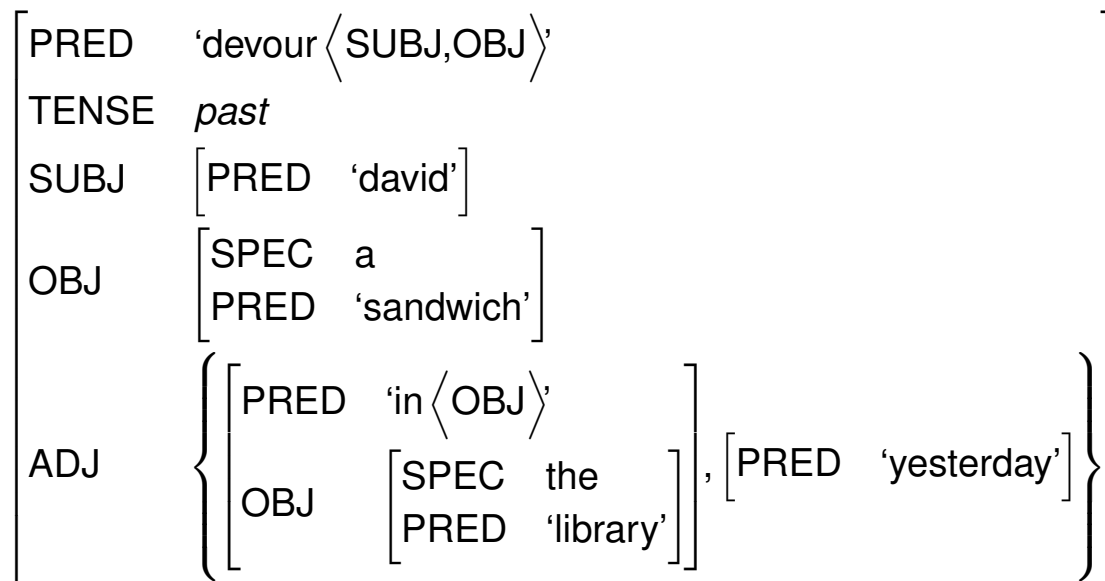 PRED ‘devour⟨SUBJ,OBJ⟩’
TENSE past
SUBJ [PRED ‘david’]
OBJ [SPEC a
PRED ‘sandwich’]
ADJ {[PRED ‘in⟨OBJ⟩’
OBJ [SPEC the
PRED ‘library’]], [PRED ‘yesterday’]}